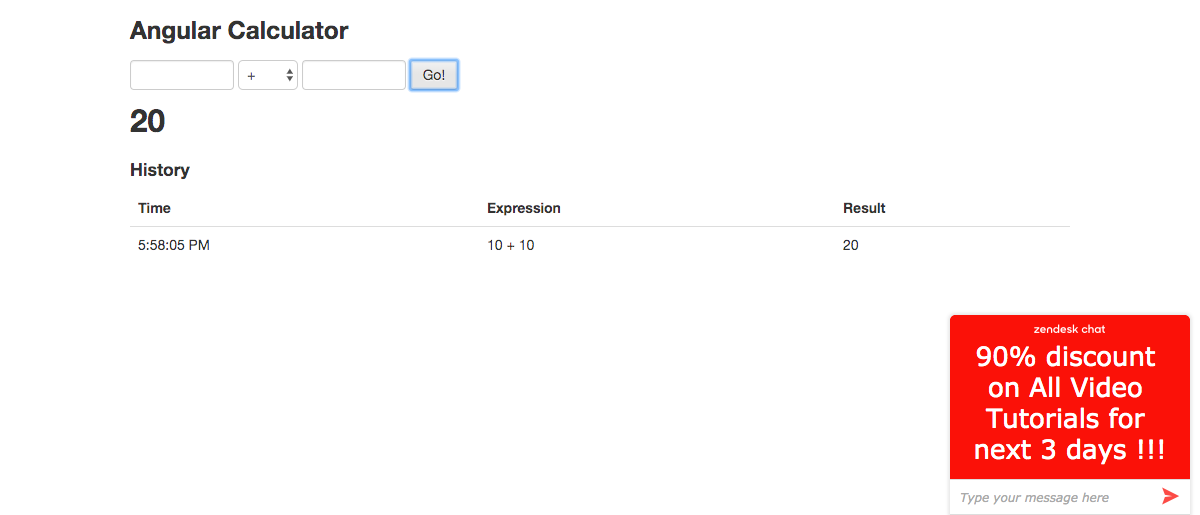 Angular Calculator
+ Go!
20
History
Time Expression Result
5:58:05 PM 10 + 10 20
zendesk chat
90% discount
on All Video
Tutorials for
next 3 days !!!
Type your message here